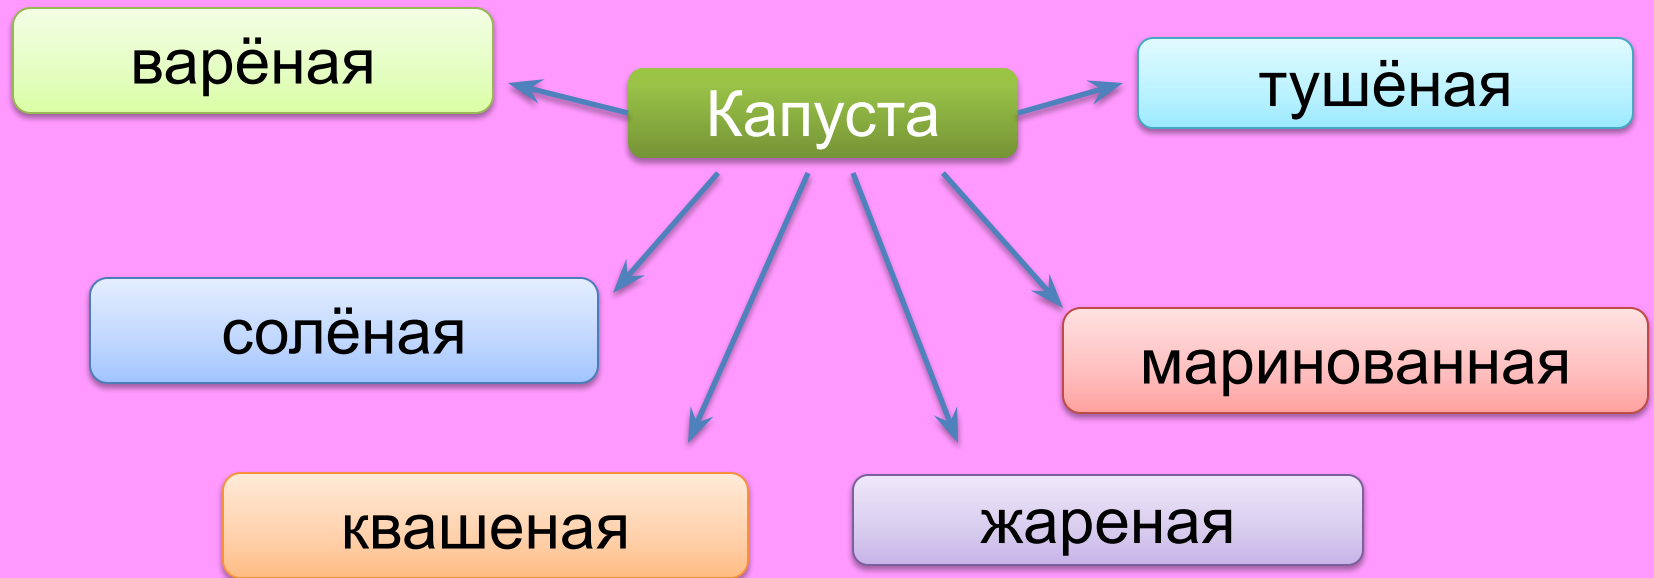 варёная
Капуста
тушёная
солёная
маринованная
квашеная
жареная